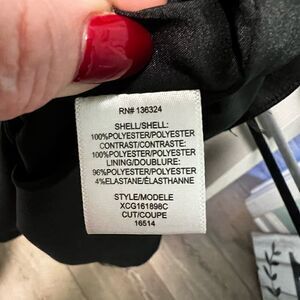 RN# 136324
SHELL/SHELL:
100%POLYESTER/POLYESTER
CONTRAST/CONTRASTE:
100%POLYESTER/POLYESTER
LINING/DOUBLURE:
96%POLYESTER/POLYESTER
4%ELASTANE/ÉLASTHANNE
STYLE/MODELE
XCG161898C
CUT/COUPE
16514